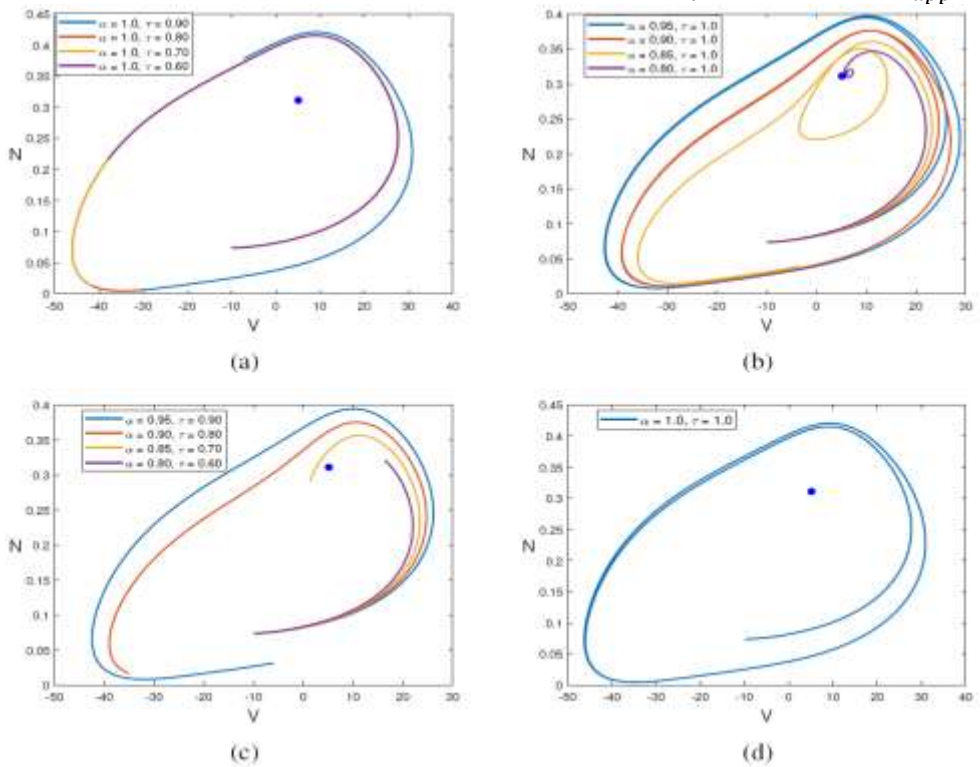 app
α = 1.0, τ = 0.90
α = 1.0, τ = 0.80
α = 1.0, τ = 0.70
α = 1.0, τ = 0.60
0.45
0.4
0.35
0.3
0.25
0.2
0.15
0.1
0.05
0
N
-50 -40 -30 -20 -10 0 10 20 30 40
V
(a)
α = 0.95, τ = 1.0
α = 0.90, τ = 1.0
α = 0.85, τ = 1.0
α = 0.80, τ = 1.0
0.4
0.35
0.3
0.25
0.2
0.15
0.1
0.05
0
N
-50 -40 -30 -20 -10 0 10 20 30
V
(b)
α = 0.95, τ = 0.90
α = 0.90, τ = 0.80
α = 0.85, τ = 0.70
α = 0.80, τ = 0.60
0.4
0.35
0.3
0.25
0.2
0.15
0.1
0.05
0
N
-50 -40 -30 -20 -10 0 10 20 30
V
(c)
α = 1.0, τ = 1.0
0.45
0.4
0.35
0.3
0.25
0.2
0.15
0.1
0.05
0
N
-50 -40 -30 -20 -10 0 10 20 30 40
V
(d)